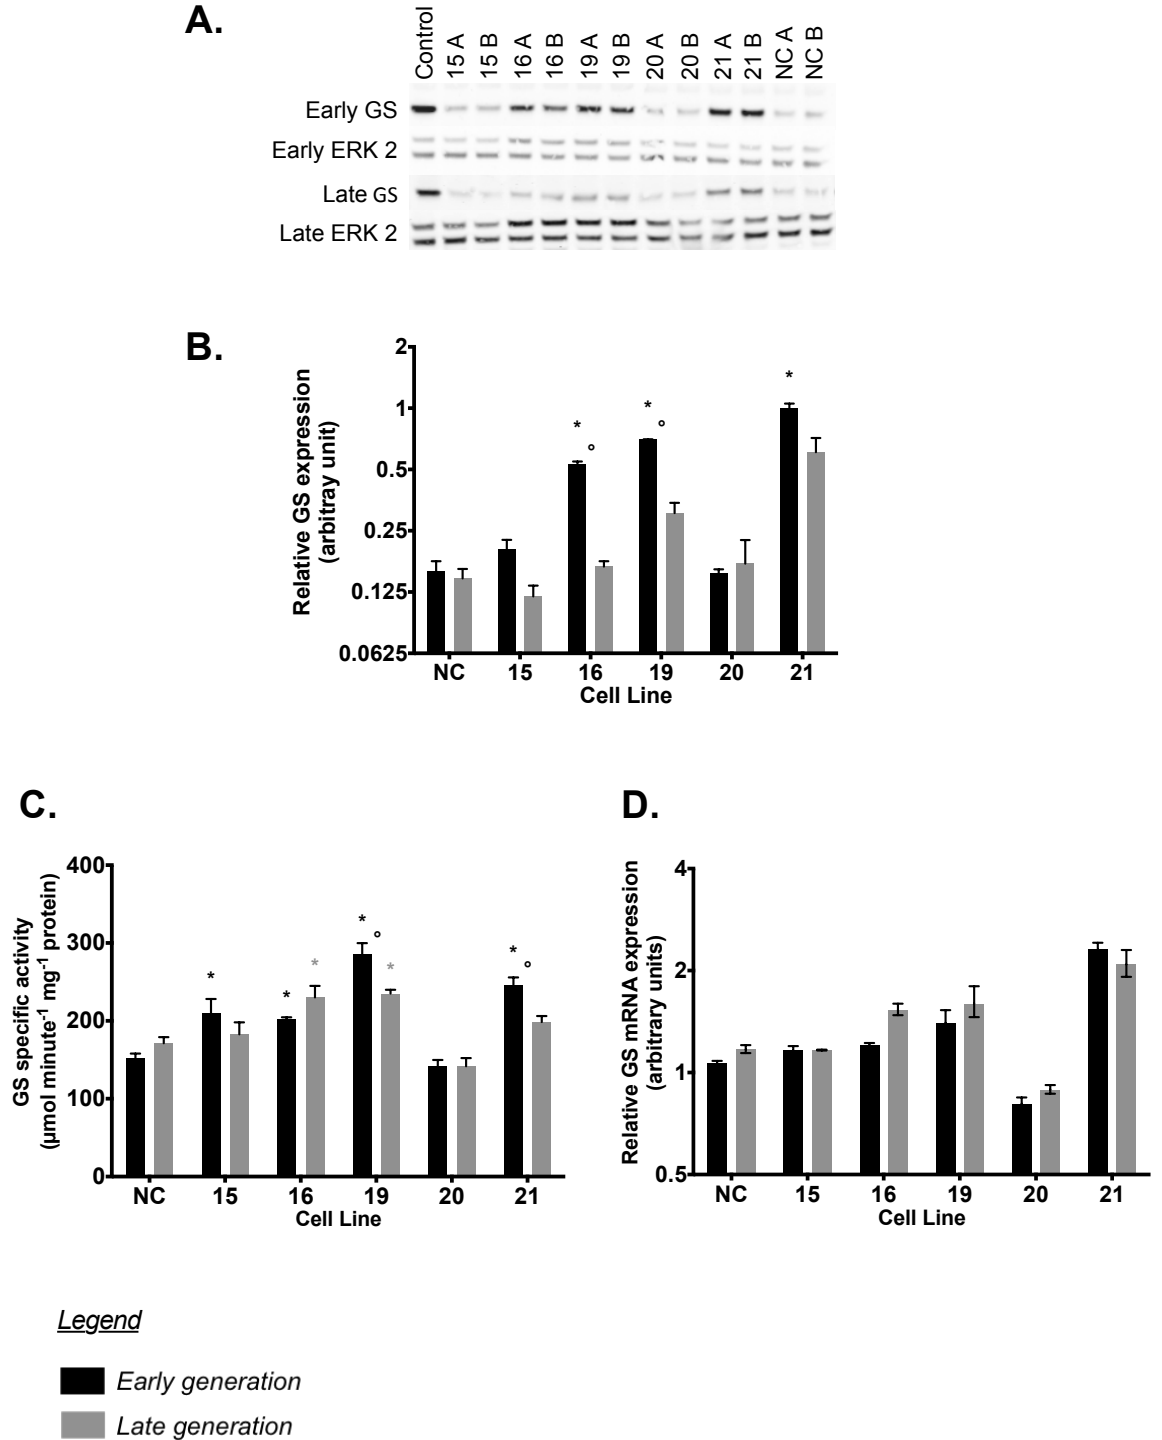 A.
Control 15 A 15 B 16 A 16 B 19 A 19 B 20 A 20 B 21 A 21 B NC A NC B
Early GS
Early ERK 2
Late GS
Late ERK 2
B.
Relative GS expression
(arbitray unit)
2
1
0.5
0.25
0.125
0.0625
* ° * ° *
NC 15 16 19 20 21
Cell Line
C.
GS specific activity
(µmol minute-1 mg-1 protein)
400
300
200
100
0
* * * * ° * * °
NC 15 16 19 20 21
Cell Line
D.
Relative GS mRNA expression
(arbitrary units)
4
2
1
0.5
NC 15 16 19 20 21
Cell Line
Legend
Early generation
Late generation